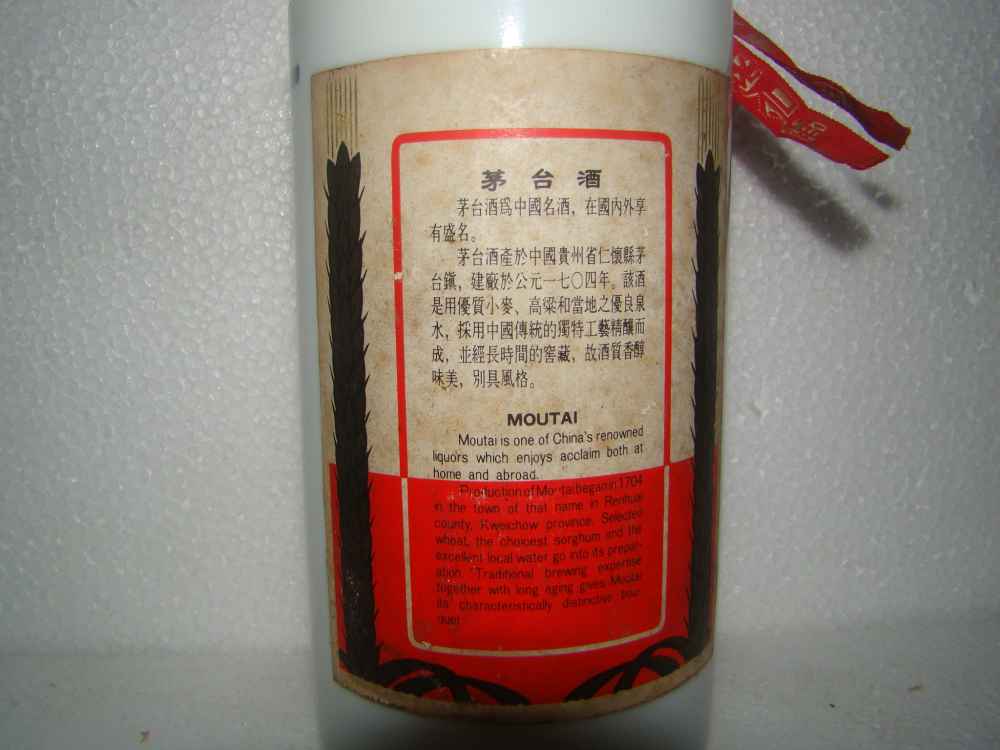 茅台酒
茅台酒爲中國名酒，在國內外享
有盛名。
茅台酒產於中國貴州省仁懷縣茅
台鎭，建廠於公元一七〇四年。該酒
是用優質小麥、高粱和當地之優良泉
水，採用中國傳統的獨特工藝精釀而
成，並經長時間的窖藏，故酒質香醇
味美，別具風格。
MOUTAI
Moutai is one of China's renowned
liquors which enjoys acclaim both at
home and abroad.
Production of Moutai began in 1704
in the town of that name in Renhuai
county, Kweichow province. Selected
wheat, the choicest sorghum and the
excellent local water go into its prepar-
ation. Traditional brewing expertise
together with long aging gives Moutai
its characteristically distinctive bou-
quet.